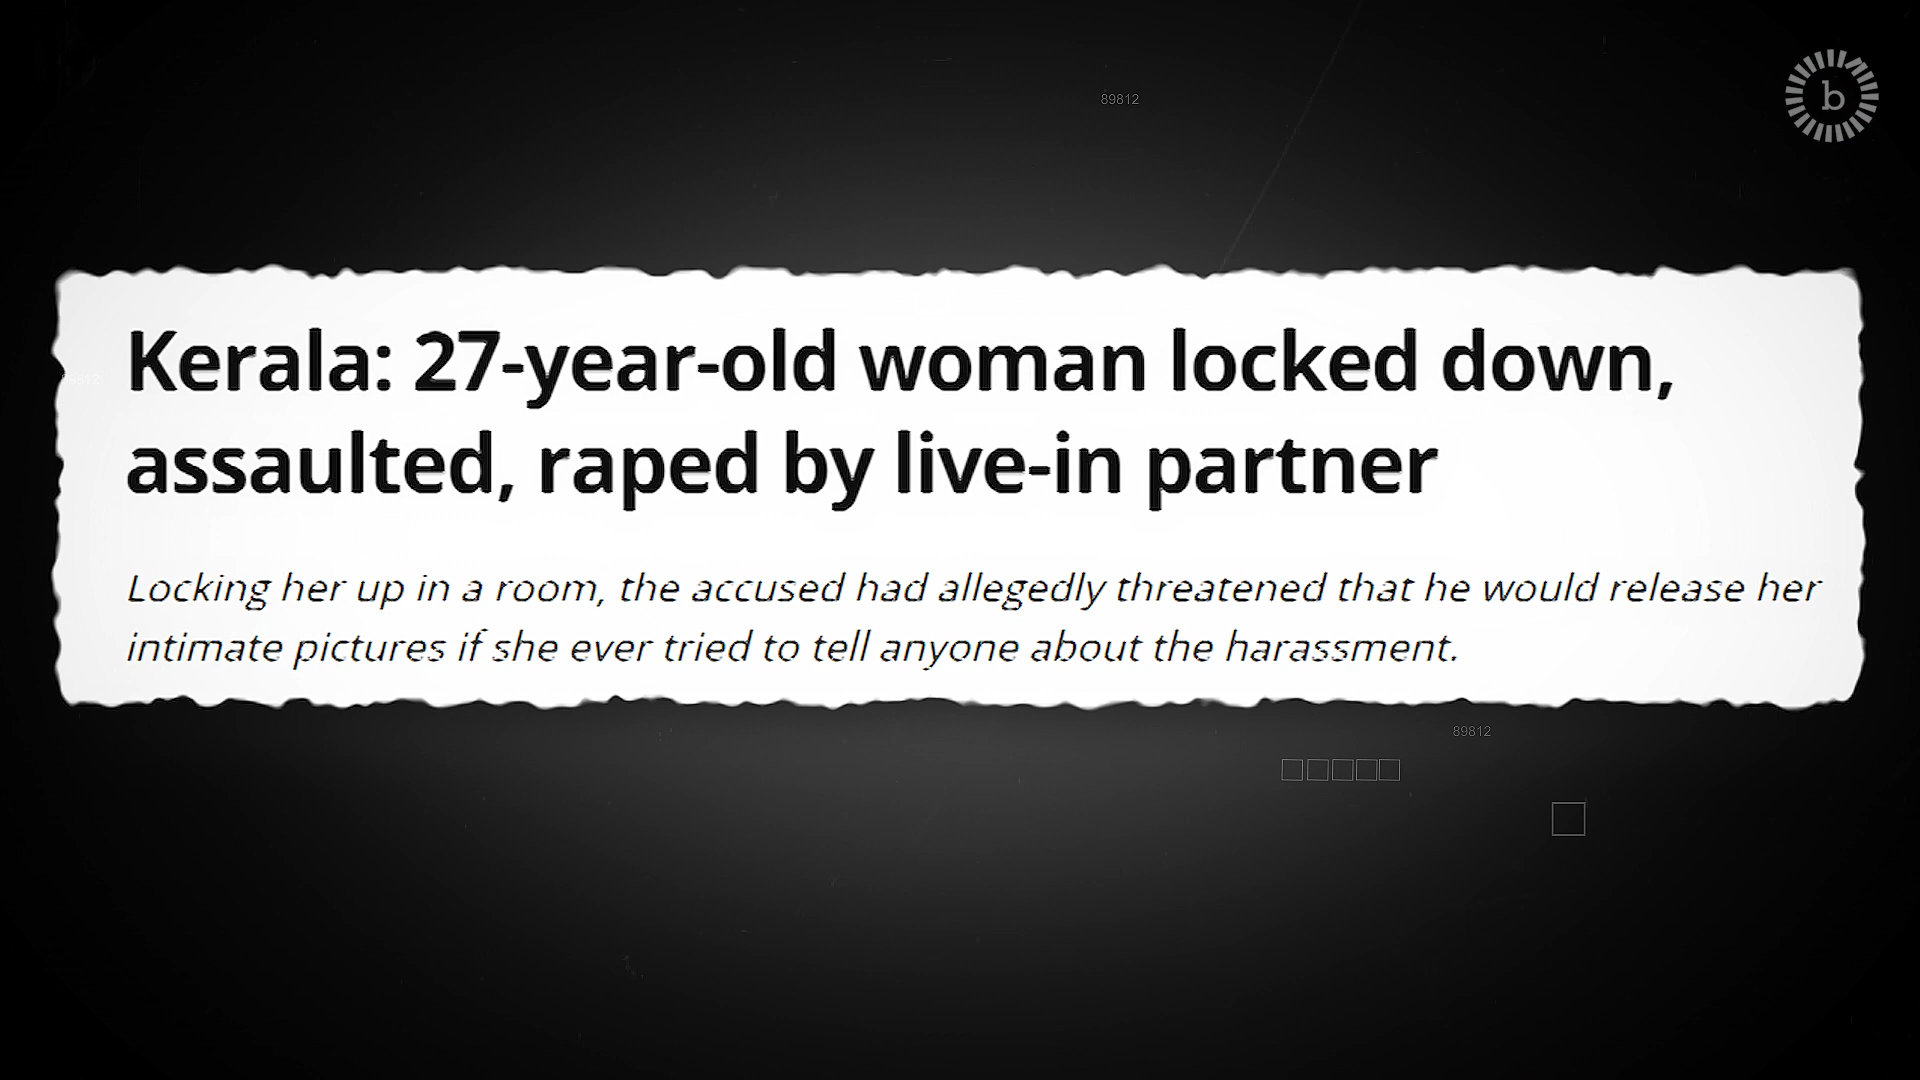 89812
b
Kerala: 27-year-old woman locked down,
assaulted, raped by live-in partner
Locking her up in a room, the accused had allegedly threatened that he would release her
intimate pictures if she ever tried to tell anyone about the harassment.
89812